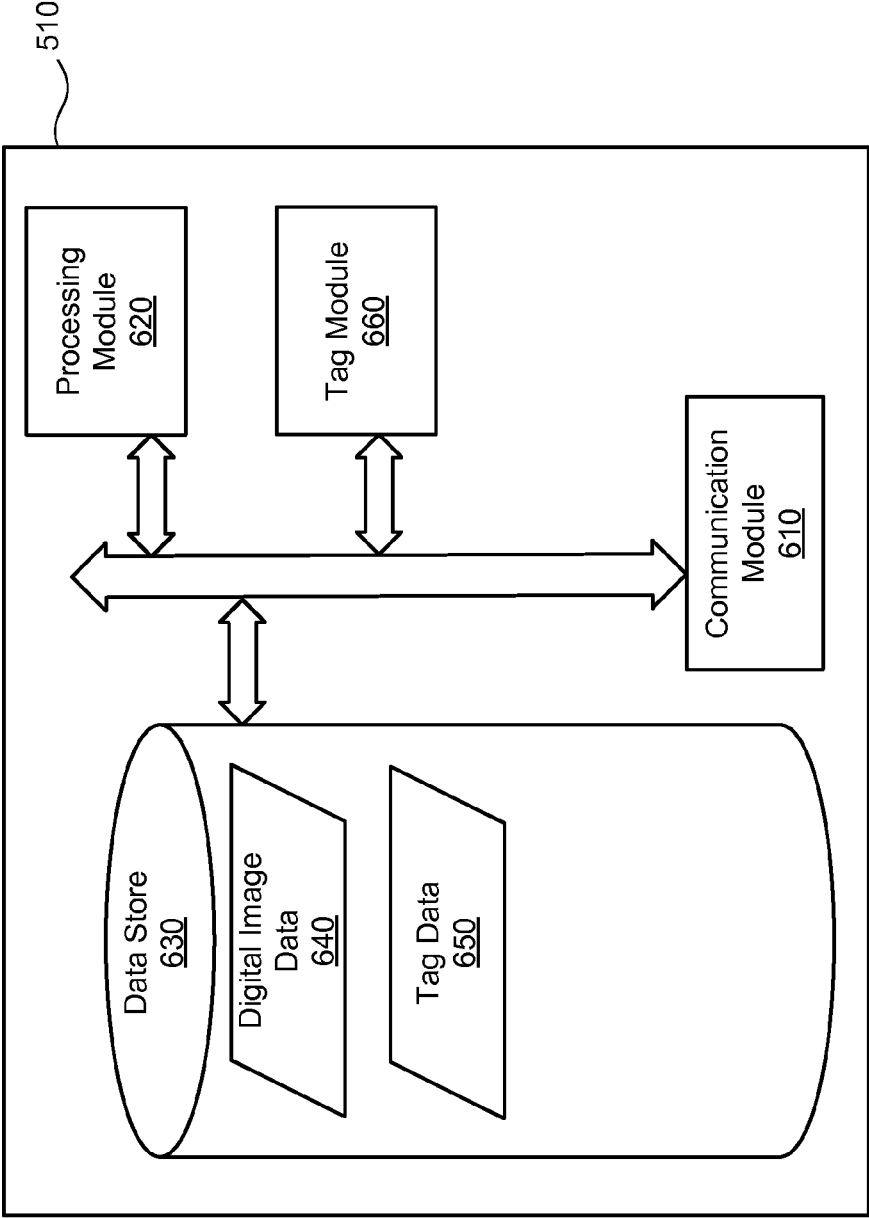 510
Data Store
630
Digital Image
Data
640
Tag Data
650
Processing
Module
620
Tag Module
660
Communication
Module
610